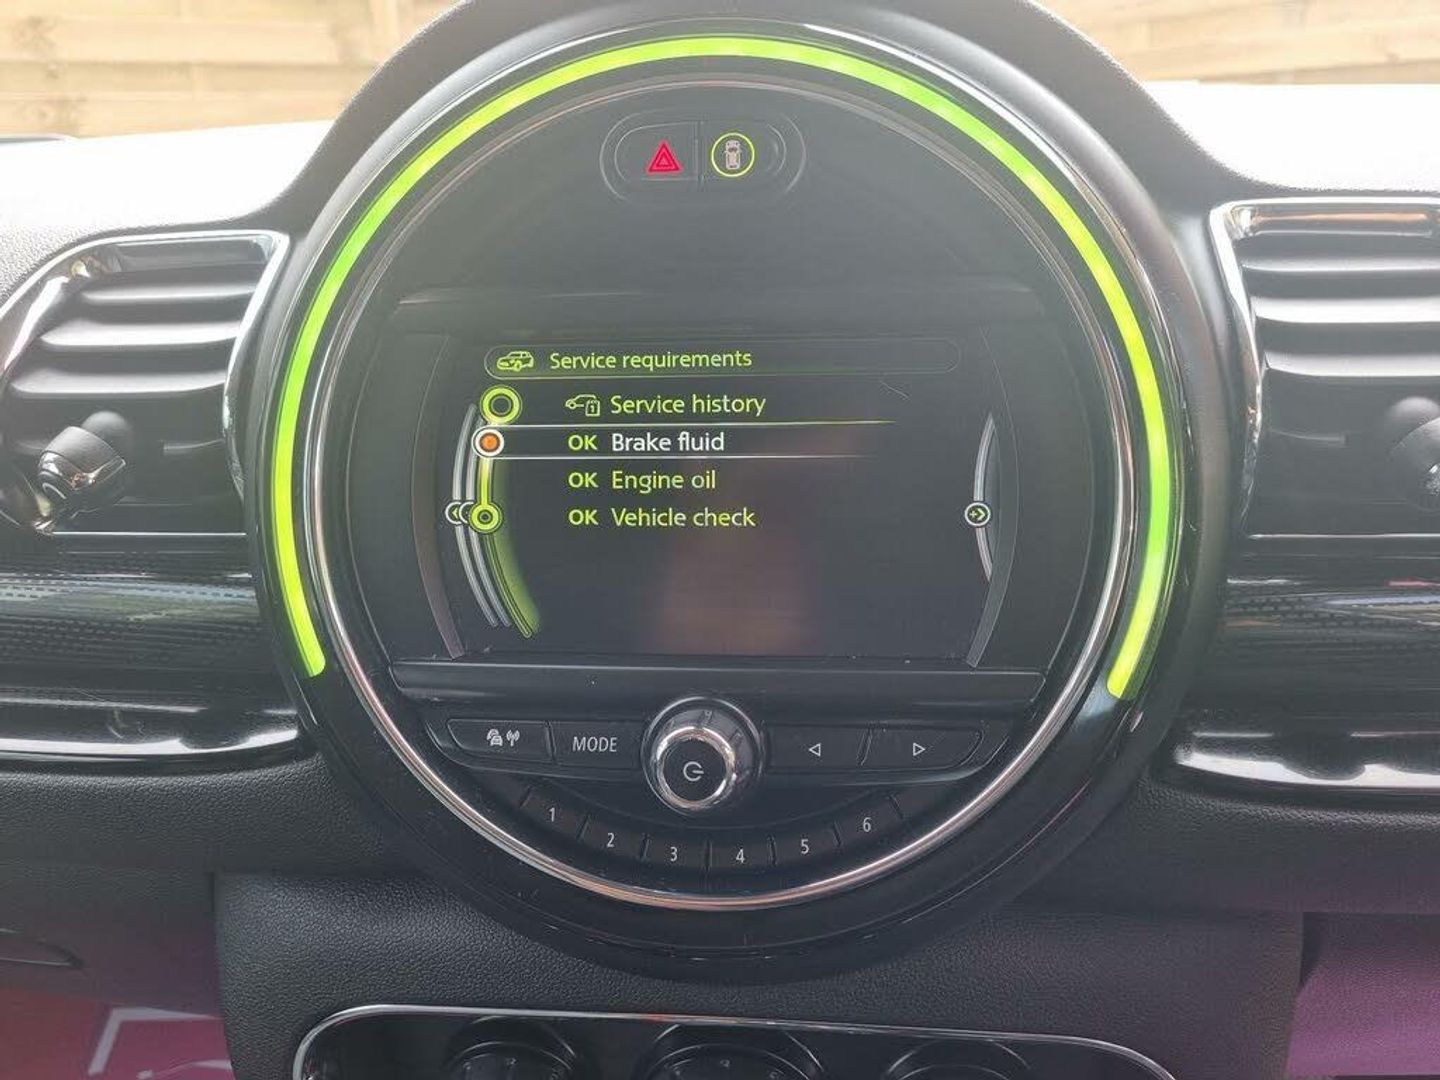 Service requirements
Service history
OK Brake fluid
OK Engine oil
OK Vehicle check
MODE
1 2 3 4 5 6